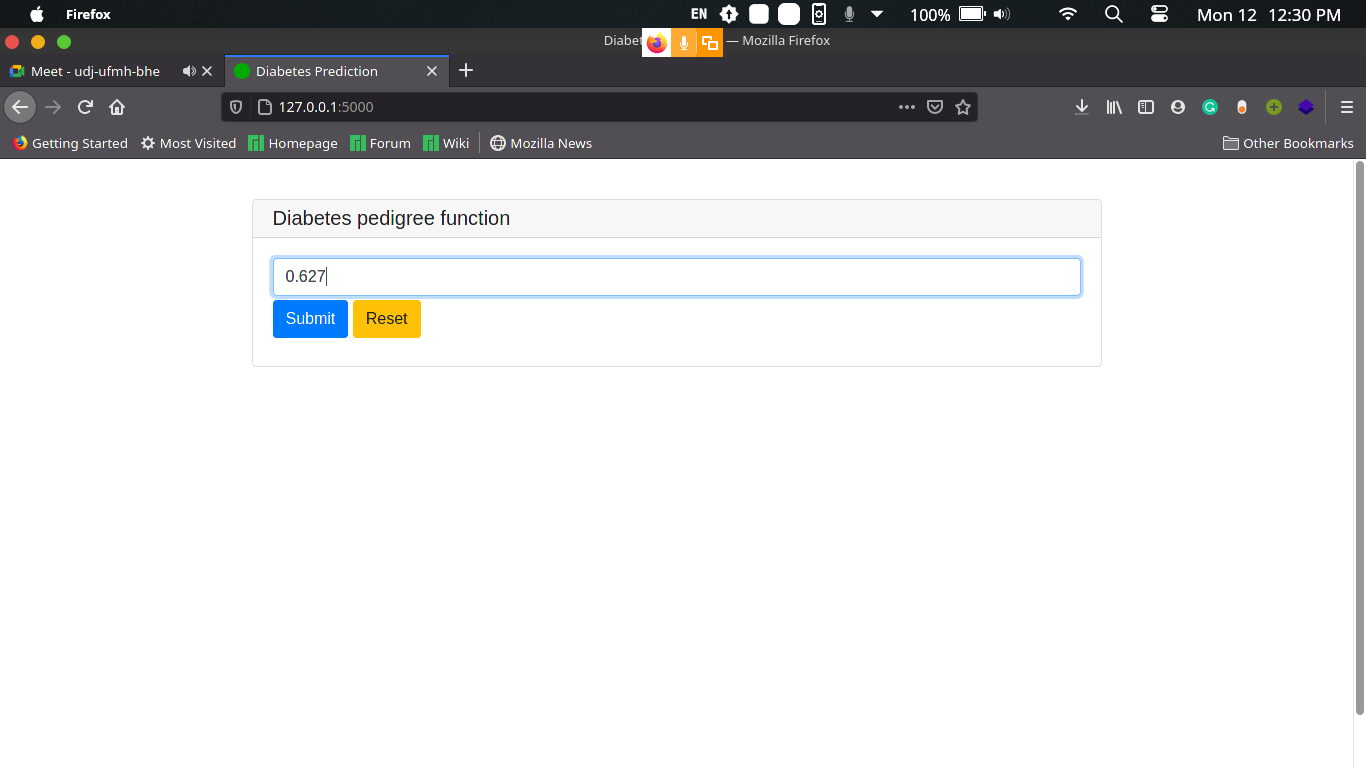 Firefox
EN
100%
Mon 12 12:30 PM
Diabet — Mozilla Firefox
Meet - udj-ufmh-bhe
Diabetes Prediction
127.0.0.1:5000
Getting Started
Most Visited
Homepage
Forum
Wiki
Mozilla News
Other Bookmarks
Diabetes pedigree function
0.627
Submit
Reset